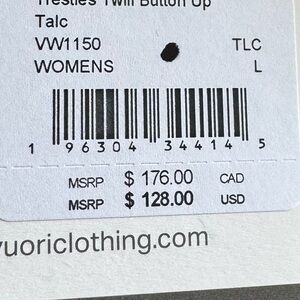 Trestles Twill Button Up
Talc
VW1150 TLC
WOMENS L
1 96304 34414 5
MSRP $ 176.00 CAD
MSRP $ 128.00 USD
vuoriclothing.com